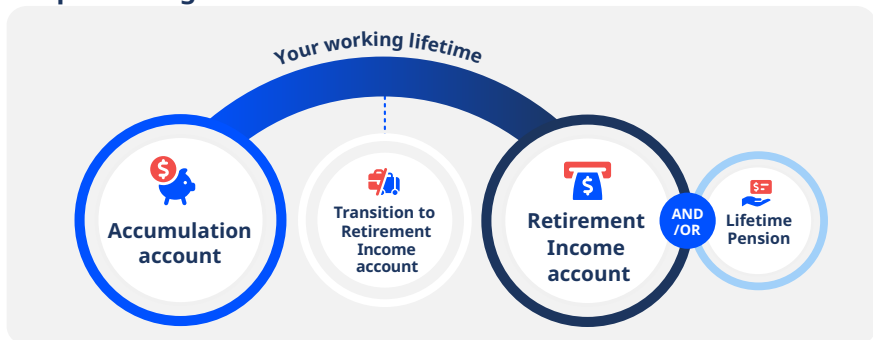 Your working lifetime
$
Accumulation
account
Transition to
Retirement
Income
account
$
Retirement
Income
account
AND
/OR
$
Lifetime
Pension